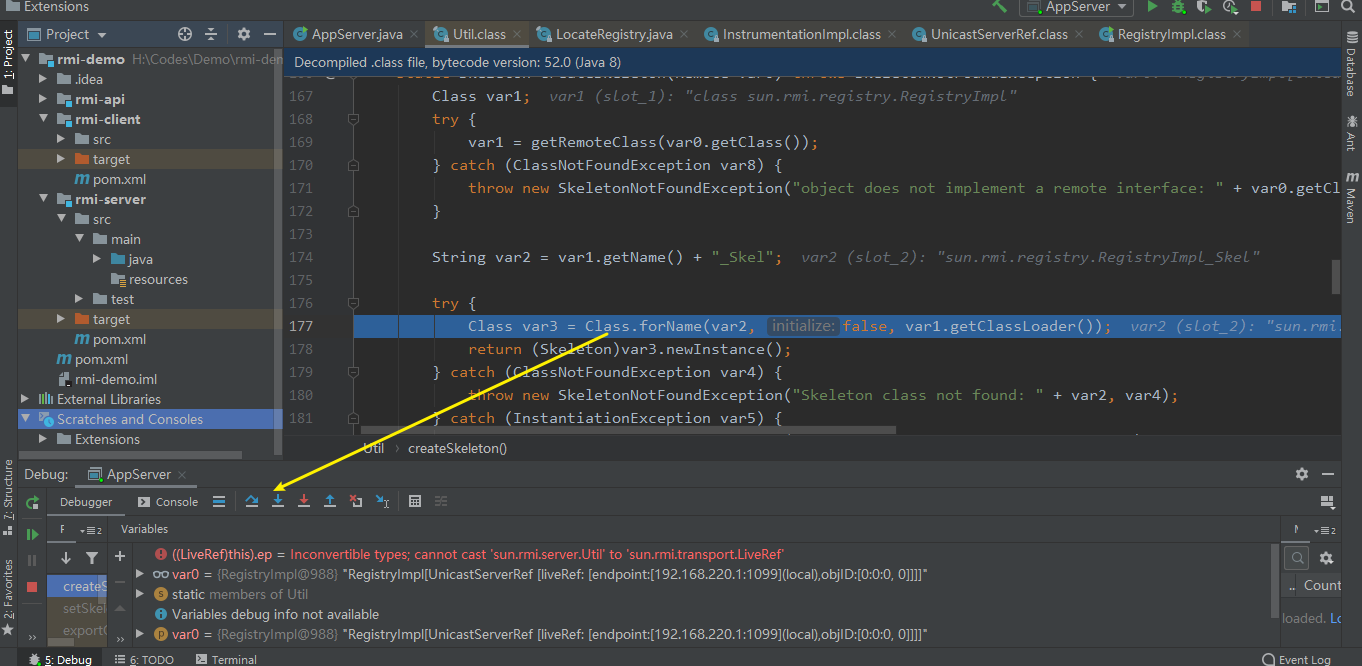 Extensions
AppServer
1: Project
Project
AppServer.java
Util.class
LocateRegistry.java
InstrumentationImpl.class
UnicastServerRef.class
RegistryImpl.class
Decompiled .class file, bytecode version: 52.0 (Java 8)
rmi-demo H:\Codes\Demo\rmi-den
.idea
rmi-api
rmi-client
src
target
pom.xml
rmi-server
src
main
java
resources
test
target
pom.xml
pom.xml
rmi-demo.iml
External Libraries
Scratches and Consoles
Extensions
167 Class var1; var1 (slot_1): "class sun.rmi.registry.RegistryImpl"
168 try {
169 var1 = getRemoteClass(var0.getClass());
170 } catch (ClassNotFoundException var8) {
171 throw new SkeletonNotFoundException("object does not implement a remote interface: " + var0.getCl
172 }
173
174 String var2 = var1.getName() + "_Skel"; var2 (slot_2): "sun.rmi.registry.RegistryImpl_Skel"
175
176 try {
177 Class var3 = Class.forName(var2, initialize: false, var1.getClassLoader()); var2 (slot_2): "sun.rmi.
178 return (Skeleton)var3.newInstance();
179 } catch (ClassNotFoundException var4) {
180 throw new SkeletonNotFoundException("Skeleton class not found: " + var2, var4);
181 } catch (InstantiationException var5) {
Util › createSkeleton()
Database
Ant
m Maven
7: Structure
2: Favorites
Debug: AppServer
Debugger
Console
F
2
Variables
((LiveRef)this).ep = Inconvertible types; cannot cast 'sun.rmi.server.Util' to 'sun.rmi.transport.LiveRef'
var0 = {RegistryImpl@988} "RegistryImpl[UnicastServerRef [liveRef: [endpoint:[192.168.220.1:1099](local),objID:[0:0:0, 0]]]]"
static members of Util
Variables debug info not available
var0 = {RegistryImpl@988} "RegistryImpl[UnicastServerRef [liveRef: [endpoint:[192.168.220.1:1099](local),objID:[0:0:0, 0]]]]"
createS
setSkel
exportO
2
.. Count
loaded. Lo
5: Debug
6: TODO
Terminal
Event Log